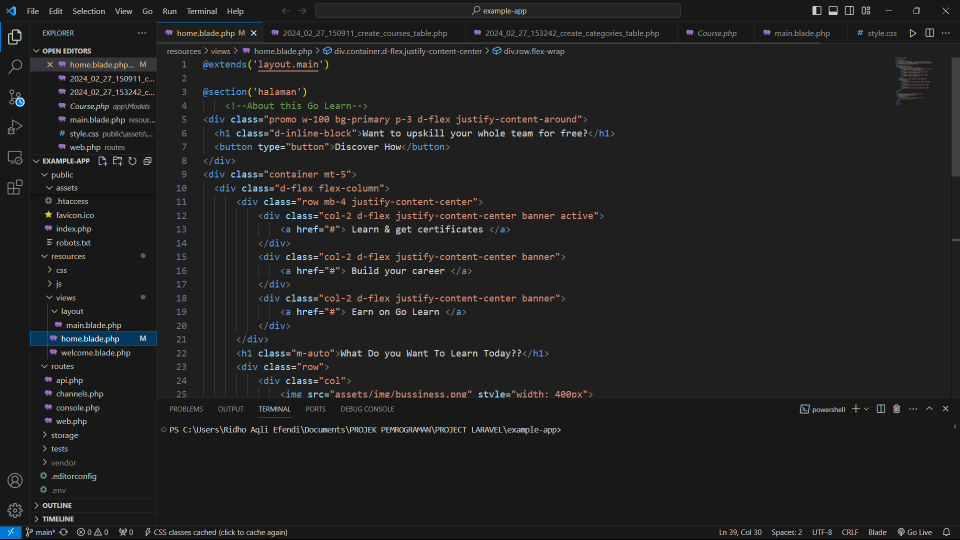 File Edit Selection View Go Run Terminal Help
example-app
EXPLORER
OPEN EDITORS
home.blade.php... M
2024_02_27_150911_c...
2024_02_27_153242_c...
Course.php app\Models
main.blade.php resour...
style.css public\assets\...
web.php routes
EXAMPLE-APP
public
assets
.htaccess
favicon.ico
index.php
robots.txt
resources
css
js
views
layout
main.blade.php
home.blade.php M
welcome.blade.php
routes
api.php
channels.php
console.php
web.php
storage
tests
vendor
.editorconfig
.env
OUTLINE
TIMELINE
home.blade.php M
2024_02_27_150911_create_courses_table.php
2024_02_27_153242_create_categories_table.php
Course.php
main.blade.php
style.css
resources > views > home.blade.php > div.container.d-flex.justify-content-center > div.row.flex-wrap
1 @extends('layout.main')
2
3 @section('halaman')
4 <!--About this Go Learn-->
5 <div class="promo w-100 bg-primary p-3 d-flex justify-content-around">
6 <h1 class="d-inline-block">Want to upskill your whole team for free?</h1>
7 <button type="button">Discover How</button>
8 </div>
9 <div class="container mt-5">
10 <div class="d-flex flex-column">
11 <div class="row mb-4 justify-content-center">
12 <div class="col-2 d-flex justify-content-center banner active">
13 <a href="#"> Learn & get certificates </a>
14 </div>
15 <div class="col-2 d-flex justify-content-center banner">
16 <a href="#"> Build your career </a>
17 </div>
18 <div class="col-2 d-flex justify-content-center banner">
19 <a href="#"> Earn on Go Learn </a>
20 </div>
21 </div>
22 <h1 class="m-auto">What Do you Want To Learn Today??</h1>
23 <div class="row">
24 <div class="col">
25 <img src="assets/img/bussiness.png" style="width: 400px">
PROBLEMS OUTPUT TERMINAL PORTS DEBUG CONSOLE
powershell
PS C:\Users\Ridho Aqli Efendi\Documents\PROJEK PEMROGRAMAN\PROJECT LARAVEL\example-app>
main* 0 0 0 CSS classes cached (click to cache again) Ln 39, Col 30 Spaces: 2 UTF-8 CRLF Blade Go Live